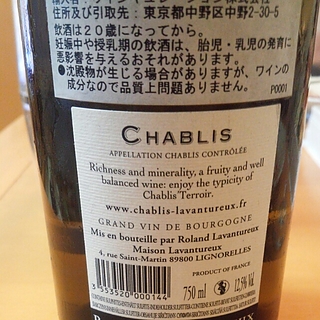 住所及び引取先：東京都中野区中野2-30-5
飲酒は20歳になってから。
妊娠中や授乳期の飲酒は、胎児・乳児の発育に
悪影響を与えるおそれがあります。
●沈殿物が生じる場合がありますが、ワインの
成分なので品質上問題ありません。 P0001
CHABLIS
APPELLATION CHABLIS CONTRÔLÉE
Richness and minerality, a fruity and well
balanced wine: enjoy the typicity of
Chablis'Terroir.
www.chablis-lavantureux.fr
GRAND VIN DE BOURGOGNE
Mis en bouteille par Roland Lavantureux
Maison Lavantureux
4, rue Saint-Martin 89800 LIGNORELLES
PRODUCT OF FRANCE
750 ml 12,5% Vol.
3 553520 000144